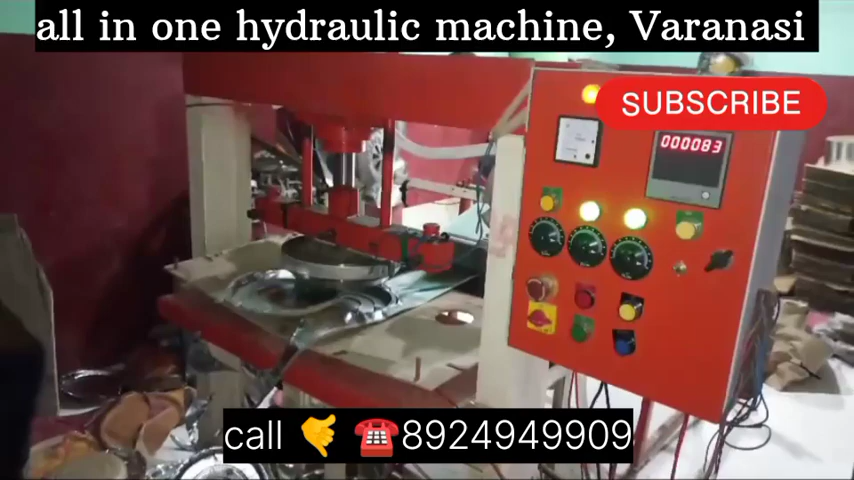 all in one hydraulic machine, Varanasi
SUBSCRIBE
000083
call 🤙 ☎️8924949909